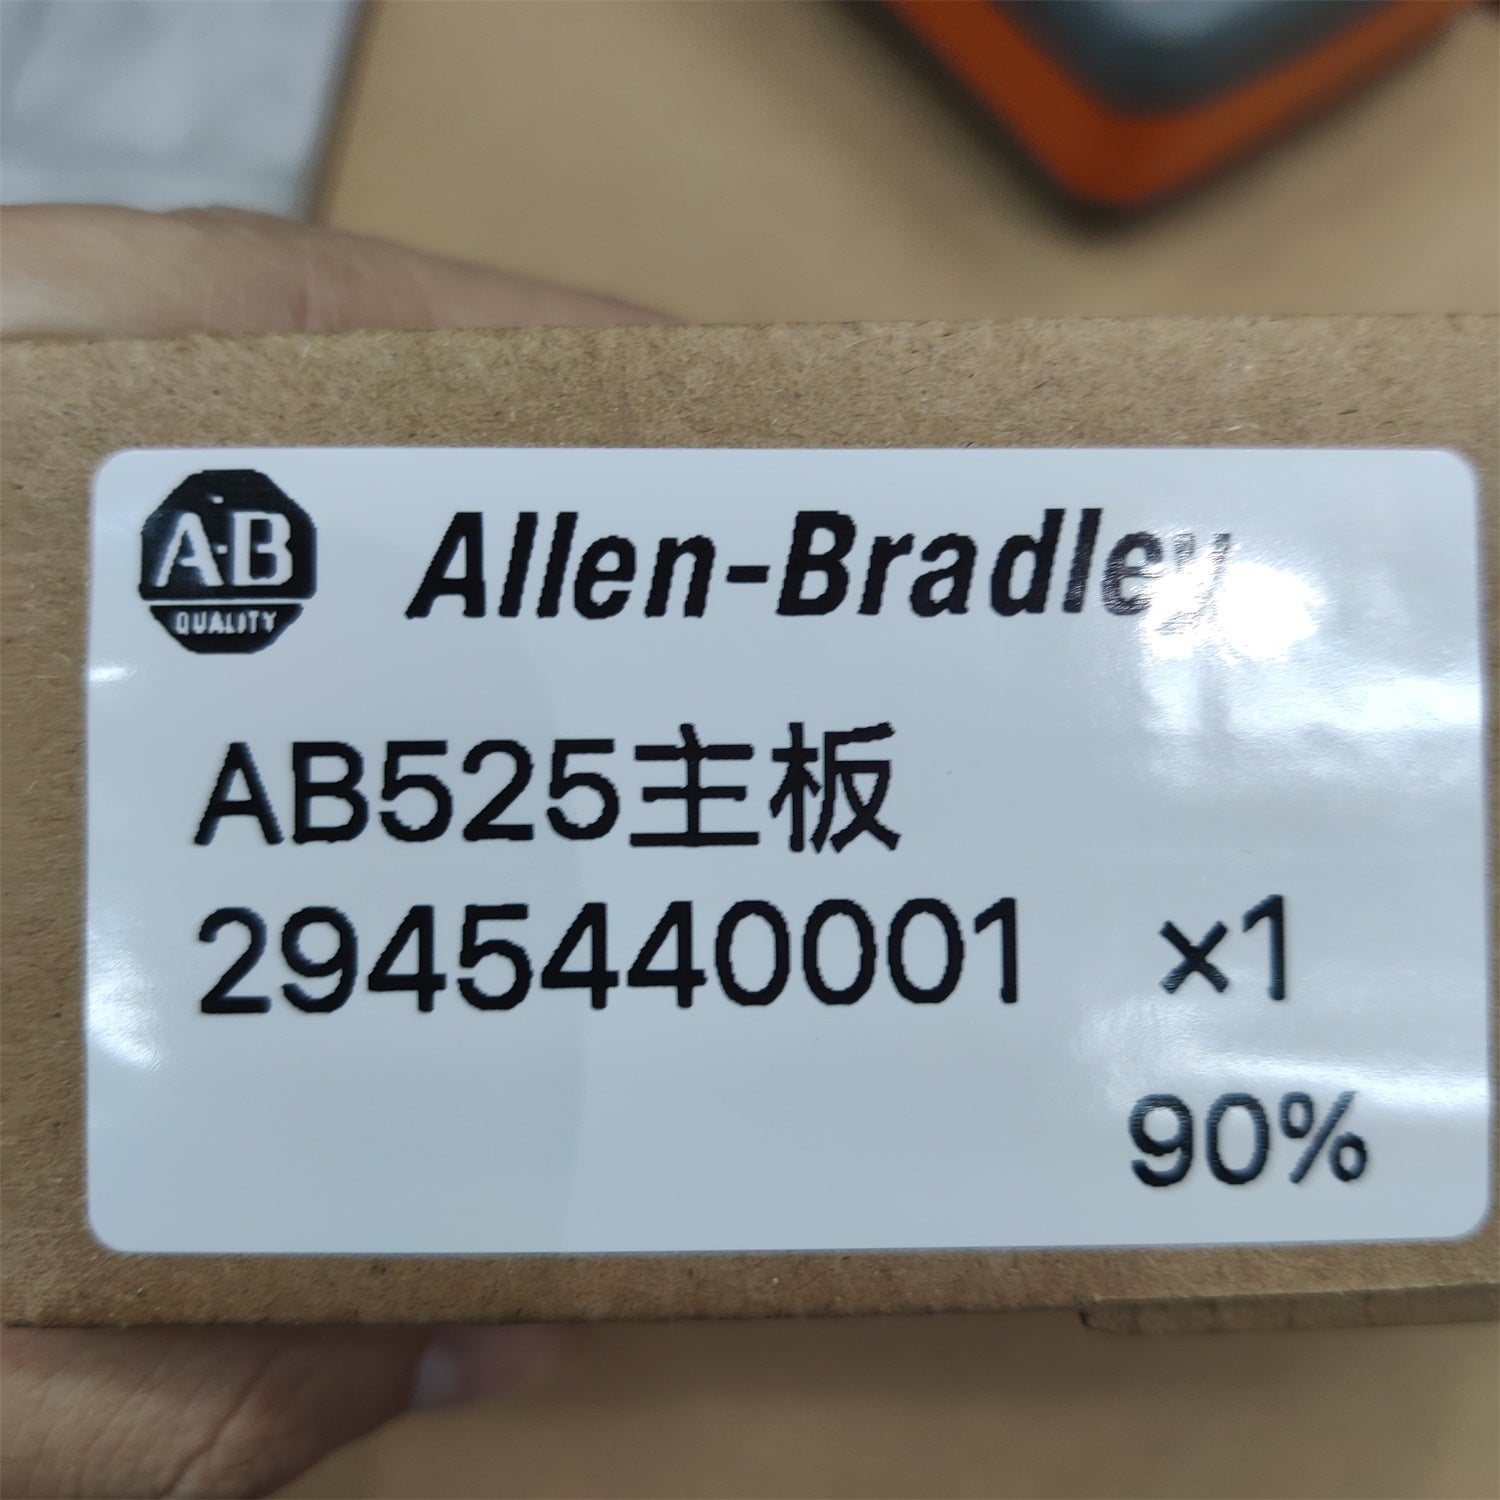 A-B
QUALITY
Allen-Bradley
AB525主板
2945440001 ×1
90%